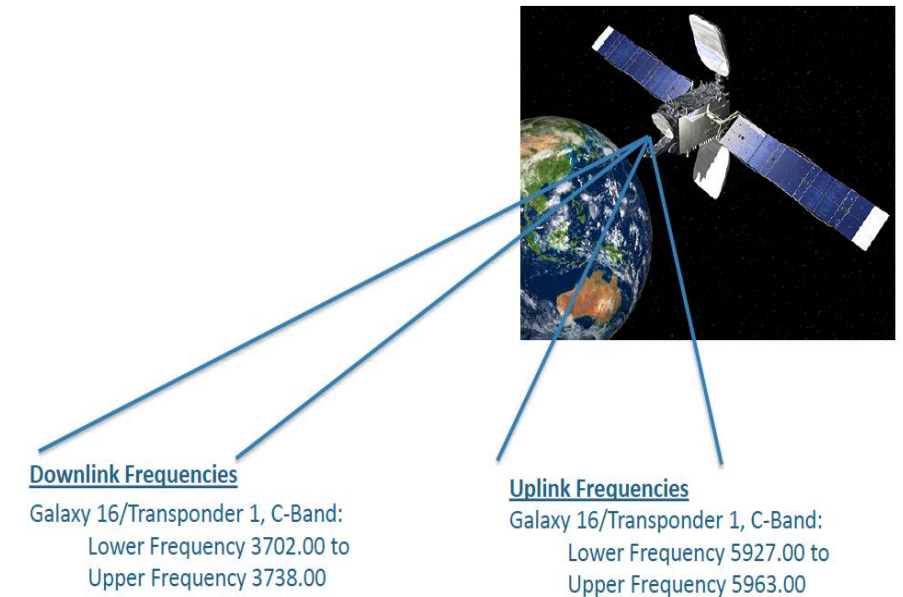 Downlink Frequencies
Galaxy 16/Transponder 1, C-Band:
Lower Frequency 3702.00 to
Upper Frequency 3738.00
Uplink Frequencies
Galaxy 16/Transponder 1, C-Band:
Lower Frequency 5927.00 to
Upper Frequency 5963.00